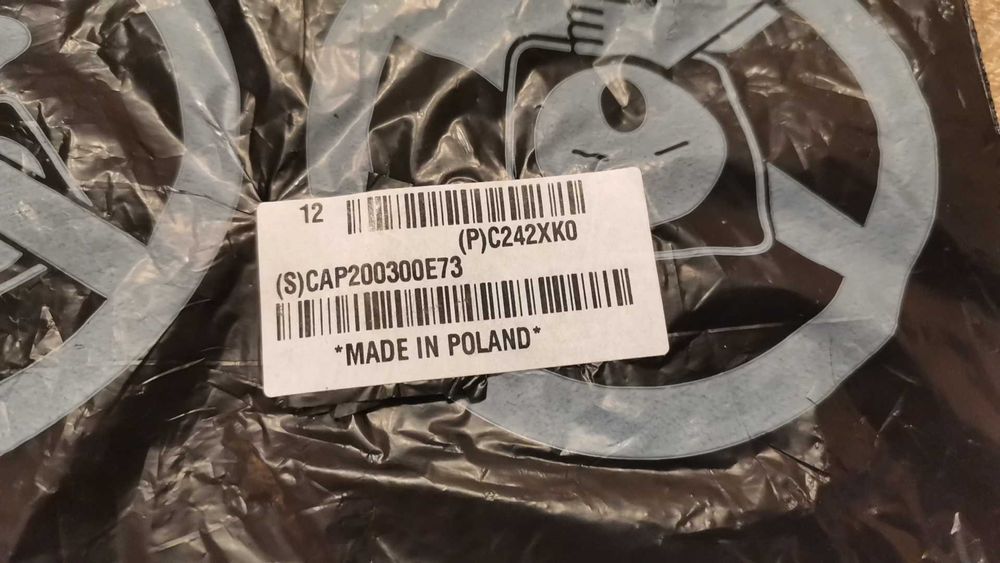 12
(P)C242XK0
(S)CAP200300E73
*MADE IN POLAND*